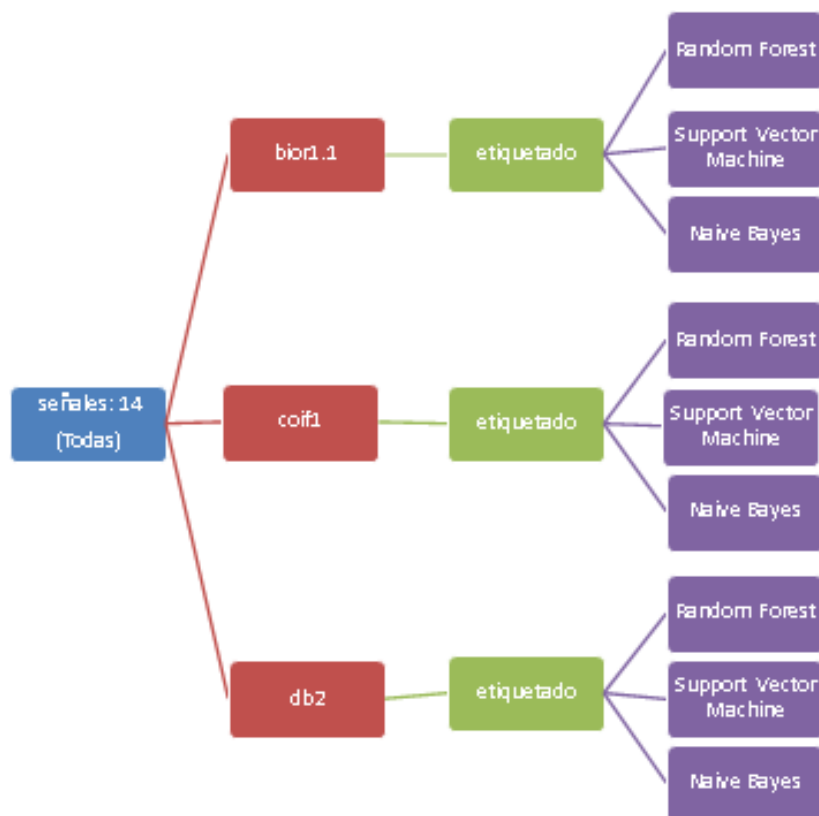 señales: 14
(Todas)
bior1.1
etiquetado
Random Forest
Support Vector
Machine
Naive Bayes
coif1
etiquetado
Random Forest
Support Vector
Machine
Naive Bayes
db2
etiquetado
Random Forest
Support Vector
Machine
Naive Bayes